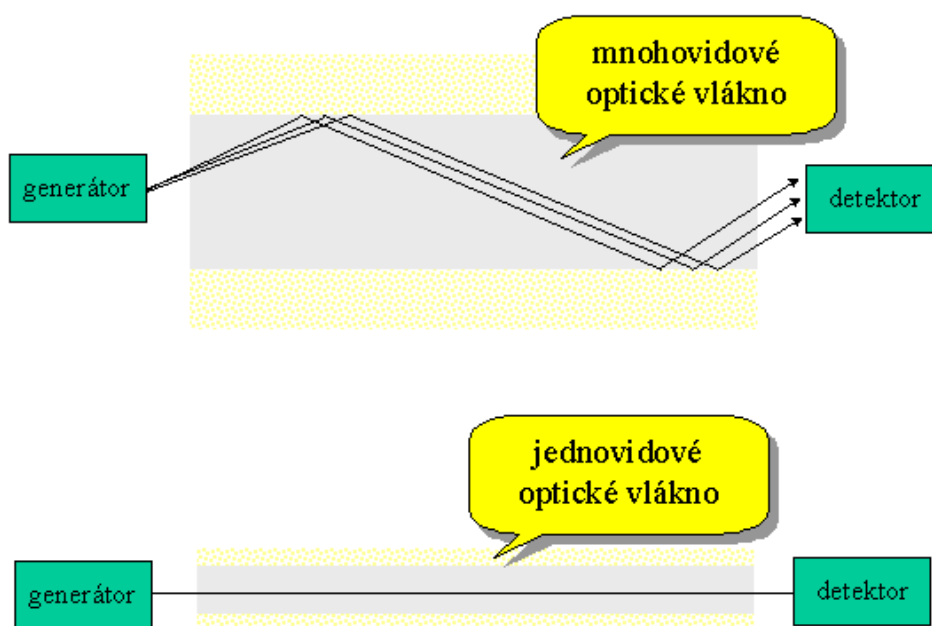 mnohovidové
optické vlákno
generátor
detektor
jednovidové
optické vlákno
generátor
detektor